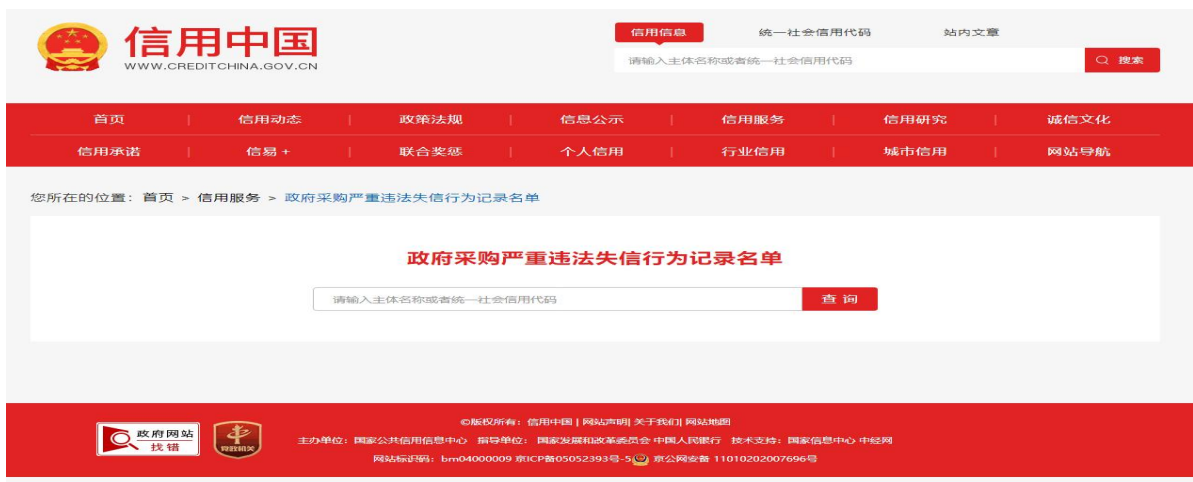 信用中国
WWW.CREDITCHINA.GOV.CN
信用信息 统一社会信用代码 站内文章
请输入主体名称或者统一社会信用代码 搜索
首页 | 信用动态 | 政策法规 | 信息公示 | 信用服务 | 信用研究 | 诚信文化
信用承诺 | 信易+ | 联合奖惩 | 个人信用 | 行业信用 | 城市信用 | 网站导航
您所在的位置：首页 > 信用服务 > 政府采购严重违法失信行为记录名单
政府采购严重违法失信行为记录名单
请输入主体名称或者统一社会信用代码 查询
©版权所有：信用中国 | 网站声明 | 关于我们 | 网站地图
政府网站
找错
党政机关
主办单位：国家公共信用信息中心 指导单位：国家发展和改革委员会 中国人民银行 技术支持：国家信息中心 中经网
网站标识码：bm04000009 京ICP备05052393号-5 京公网安备 11010202007696号